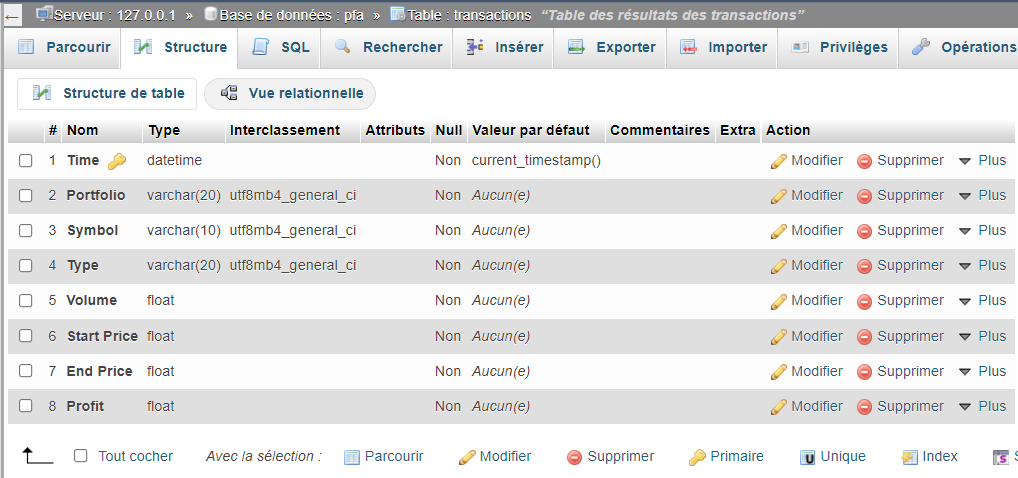 ← Serveur : 127.0.0.1 » Base de données : pfa » Table : transactions “Table des résultats des transactions”
Parcourir Structure SQL Rechercher Insérer Exporter Importer Privilèges Opérations
Structure de table Vue relationnelle
# Nom Type Interclassement Attributs Null Valeur par défaut Commentaires Extra Action
1 Time datetime Non current_timestamp() Modifier Supprimer Plus
2 Portfolio varchar(20) utf8mb4_general_ci Non Aucun(e) Modifier Supprimer Plus
3 Symbol varchar(10) utf8mb4_general_ci Non Aucun(e) Modifier Supprimer Plus
4 Type varchar(20) utf8mb4_general_ci Non Aucun(e) Modifier Supprimer Plus
5 Volume float Non Aucun(e) Modifier Supprimer Plus
6 Start Price float Non Aucun(e) Modifier Supprimer Plus
7 End Price float Non Aucun(e) Modifier Supprimer Plus
8 Profit float Non Aucun(e) Modifier Supprimer Plus
Tout cocher Avec la sélection : Parcourir Modifier Supprimer Primaire U Unique Index S